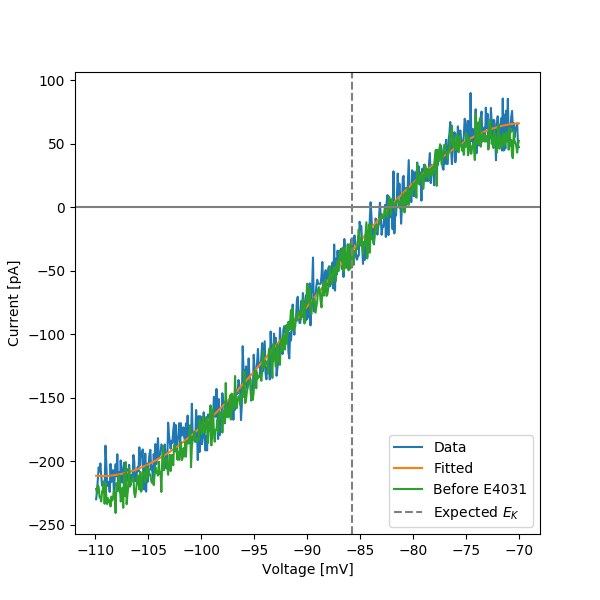 100
50
0
−50
−100
−150
−200
−250
Current [pA]
−110 −105 −100 −95 −90 −85 −80 −75 −70
Voltage [mV]
Data
Fitted
Before E4031
Expected E_K